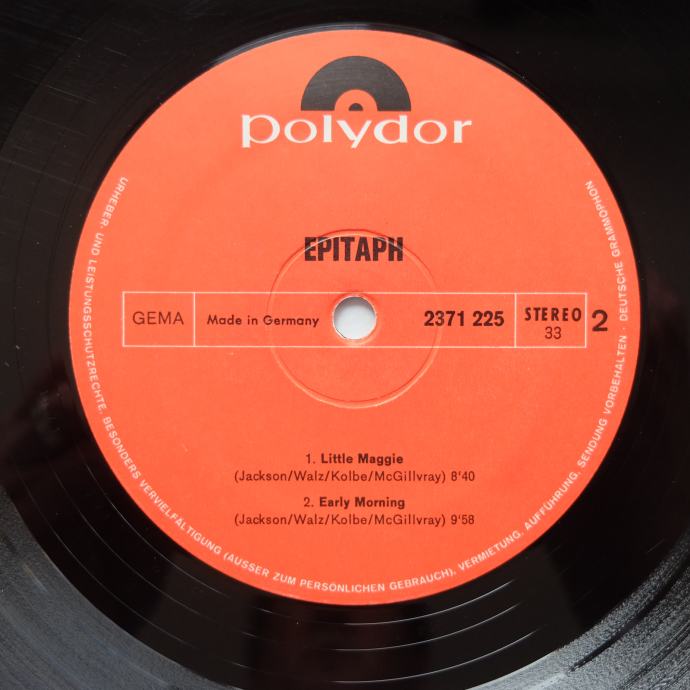 polydor
EPITAPH
GEMA
Made in Germany
2371 225
STEREO
33
2
1. Little Maggie
(Jackson/Walz/Kolbe/McGillvray) 8'40
2. Early Morning
(Jackson/Walz/Kolbe/McGillvray) 9'58
URHEBER- UND LEISTUNGSSCHUTZRECHTE, BESONDERS VERVIELFÄLTIGUNG (AUSSER ZUM PERSÖNLICHEN GEBRAUCH), VERMIETUNG, AUFFÜHRUNG, SENDUNG VORBEHALTEN · DEUTSCHE GRAMMOPHON